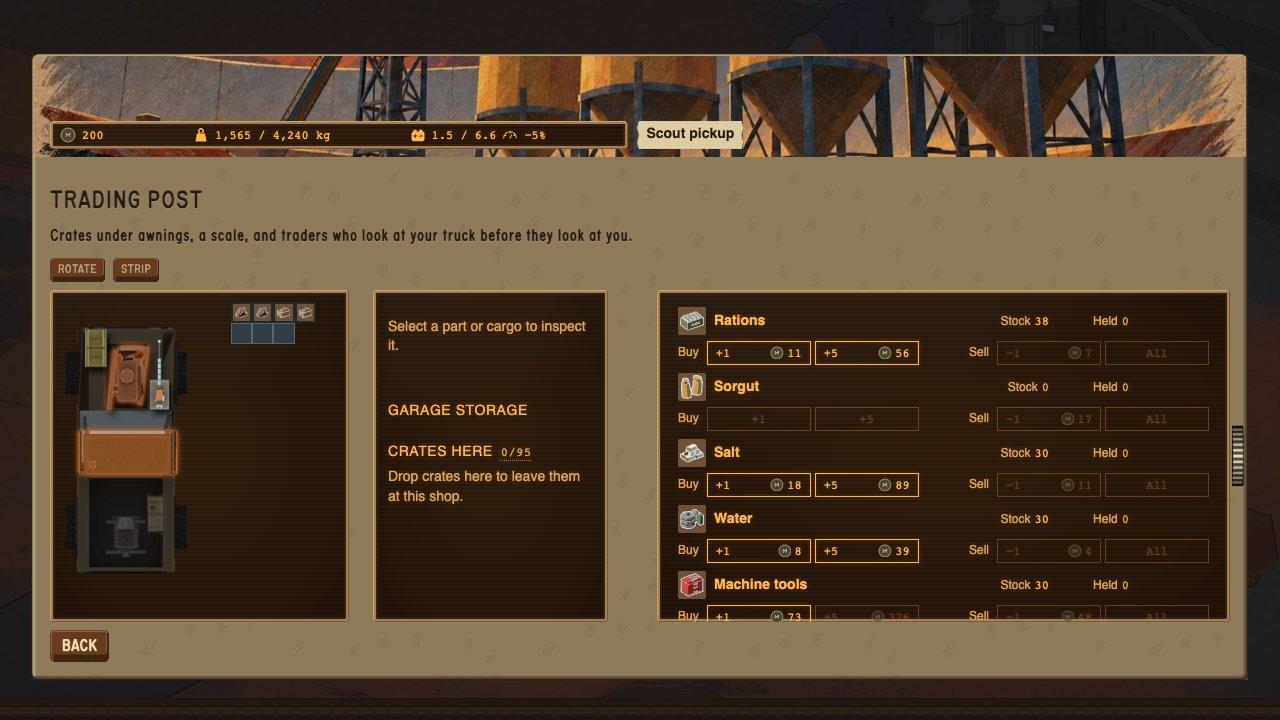 M 200 1,565 / 4,240 kg 1.5 / 6.6 -5% Scout pickup
TRADING POST
Crates under awnings, a scale, and traders who look at your truck before they look at you.
ROTATE STRIP
Select a part or cargo to inspect
it.
GARAGE STORAGE
CRATES HERE 0/95
Drop crates here to leave them
at this shop.
Rations Stock 38 Held 0
Buy +1 M 11 +5 M 56 Sell -1 M 7 All
Sorgut Stock 0 Held 0
Buy +1 +5 Sell -1 M 17 All
Salt Stock 30 Held 0
Buy +1 M 18 +5 M 89 Sell -1 M 11 All
Water Stock 30 Held 0
Buy +1 M 8 +5 M 39 Sell -1 M 4 All
Machine tools Stock 30 Held 0
Buy +1 M 73 +5 M 376 Sell -1 M 48 All
BACK